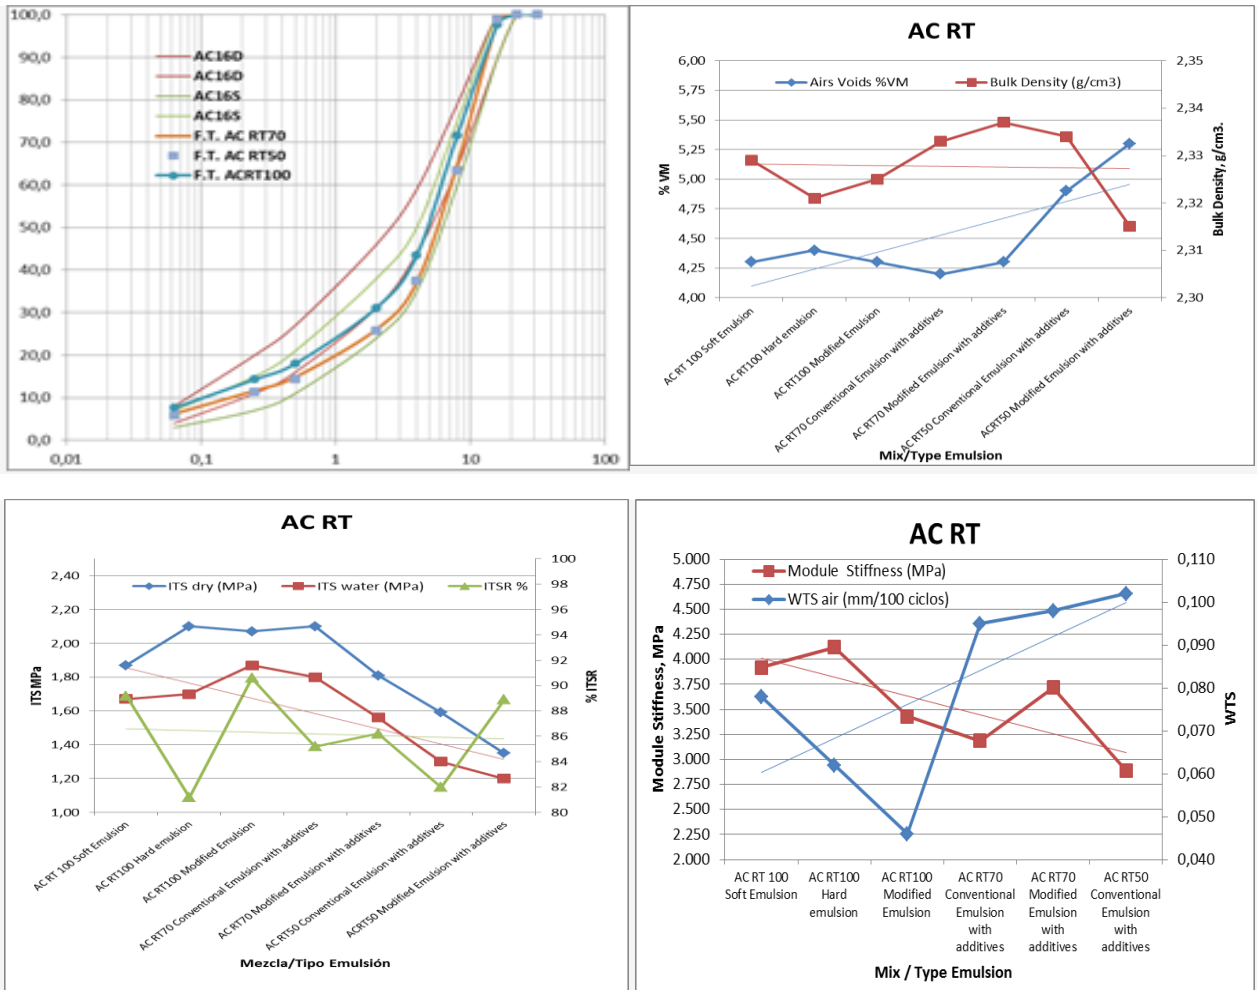 100,0
90,0
80,0
70,0
60,0
50,0
40,0
30,0
20,0
10,0
0,0
0,01
0,1
1
10
100
AC16D
AC16D
AC16S
AC16S
F.T. AC RT70
F.T. AC RT50
F.T. ACRT100
AC RT
6,00
5,75
5,50
5,25
5,00
4,75
4,50
4,25
4,00
% VM
Airs Voids %VM
Bulk Density (g/cm3)
2,35
2,34
2,33
2,32
2,31
2,30
Bulk Density, g/cm3.
AC RT 100 Soft Emulsion
AC RT100 Hard emulsion
AC RT100 Modified Emulsion
AC RT70 Conventional Emulsion with additives
AC RT70 Modified Emulsion with additives
AC RT50 Conventional Emulsion with additives
ACRT50 Modified Emulsion with additives
Mix/Type Emulsion
AC RT
2,40
2,20
2,00
1,80
1,60
1,40
1,20
1,00
ITS MPa
ITS dry (MPa)
ITS water (MPa)
ITSR %
100
98
96
94
92
90
88
86
84
82
80
% ITSR
AC RT 100 Soft Emulsion
AC RT100 Hard emulsion
AC RT100 Modified Emulsion
AC RT70 Conventional Emulsion with additives
AC RT70 Modified Emulsion with additives
AC RT50 Conventional Emulsion with additives
ACRT50 Modified Emulsion with additives
Mezcla/Tipo Emulsión
AC RT
5.000
4.750
4.500
4.250
4.000
3.750
3.500
3.250
3.000
2.750
2.500
2.250
2.000
Module Stiffness, MPa
Module Stiffness (MPa)
WTS air (mm/100 ciclos)
0,110
0,100
0,090
0,080
0,070
0,060
0,050
0,040
WTS
AC RT 100
Soft Emulsion
AC RT100
Hard
emulsion
AC RT100
Modified
Emulsion
AC RT70
Conventional
Emulsion
with
additives
AC RT70
Modified
Emulsion
with
additives
AC RT50
Conventional
Emulsion with
additives
Mix / Type Emulsion